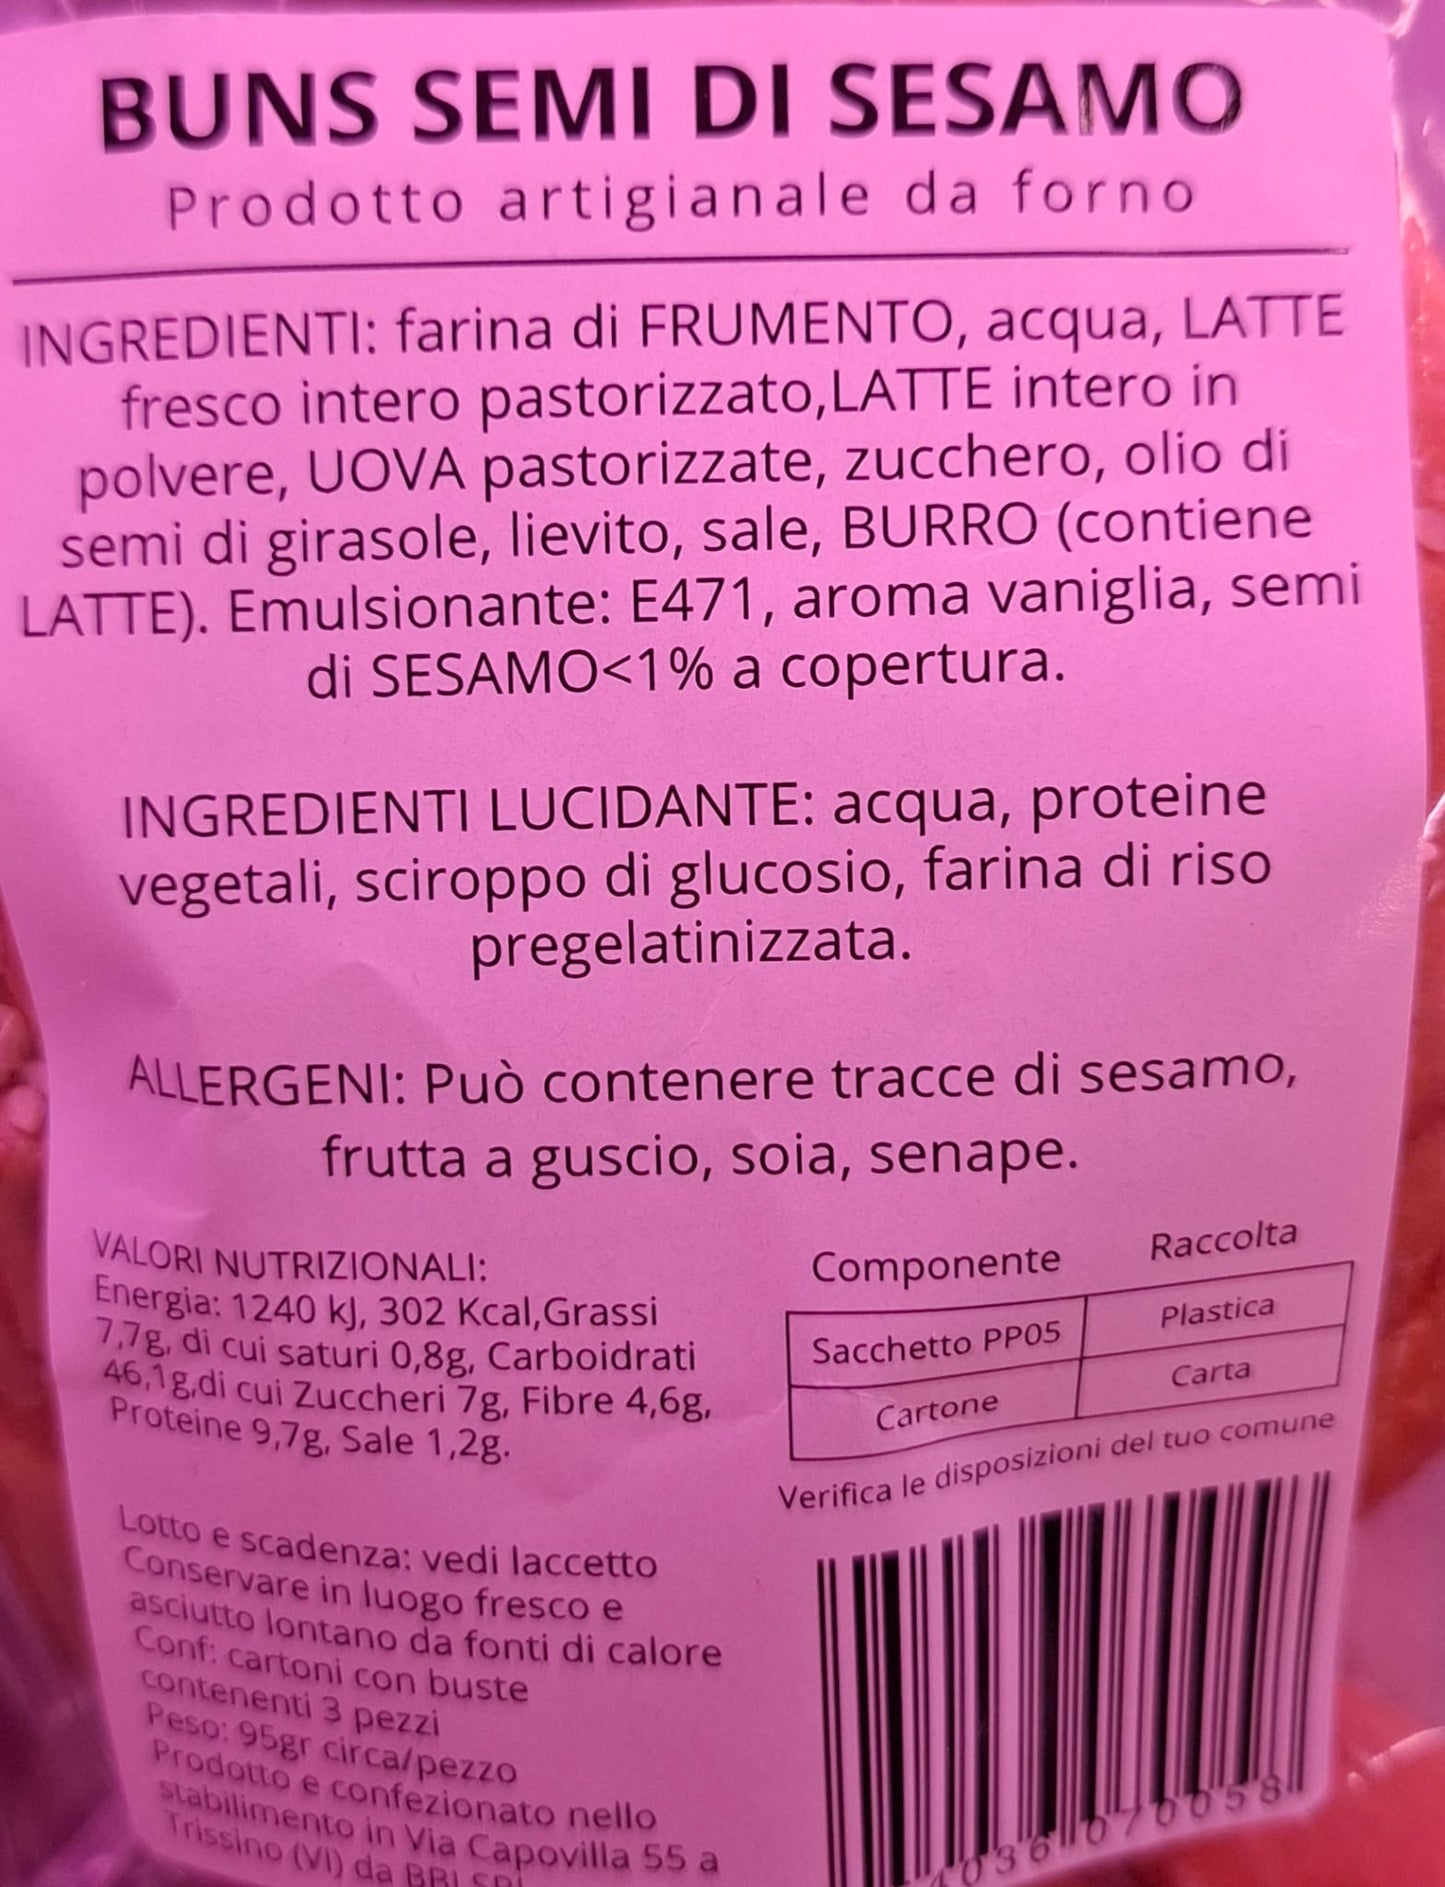 BUNS SEMI DI SESAMO
Prodotto artigianale da forno
INGREDIENTI: farina di FRUMENTO, acqua, LATTE
fresco intero pastorizzato,LATTE intero in
polvere, UOVA pastorizzate, zucchero, olio di
semi di girasole, lievito, sale, BURRO (contiene
LATTE). Emulsionante: E471, aroma vaniglia, semi
di SESAMO<1% a copertura.
INGREDIENTI LUCIDANTE: acqua, proteine
vegetali, sciroppo di glucosio, farina di riso
pregelatinizzata.
ALLERGENI: Può contenere tracce di sesamo,
frutta a guscio, soia, senape.
VALORI NUTRIZIONALI:
Energia: 1240 kJ, 302 Kcal,Grassi
7,7g, di cui saturi 0,8g, Carboidrati
46,1g,di cui Zuccheri 7g, Fibre 4,6g,
Proteine 9,7g, Sale 1,2g.
Componente Raccolta
Sacchetto PP05 Plastica
Cartone Carta
Verifica le disposizioni del tuo comune
Lotto e scadenza: vedi laccetto
Conservare in luogo fresco e
asciutto lontano da fonti di calore
Conf: cartoni con buste
contenenti 3 pezzi
Peso: 95gr circa/pezzo
Prodotto e confezionato nello
stabilimento in Via Capovilla 55 a
Trissino (VI) da